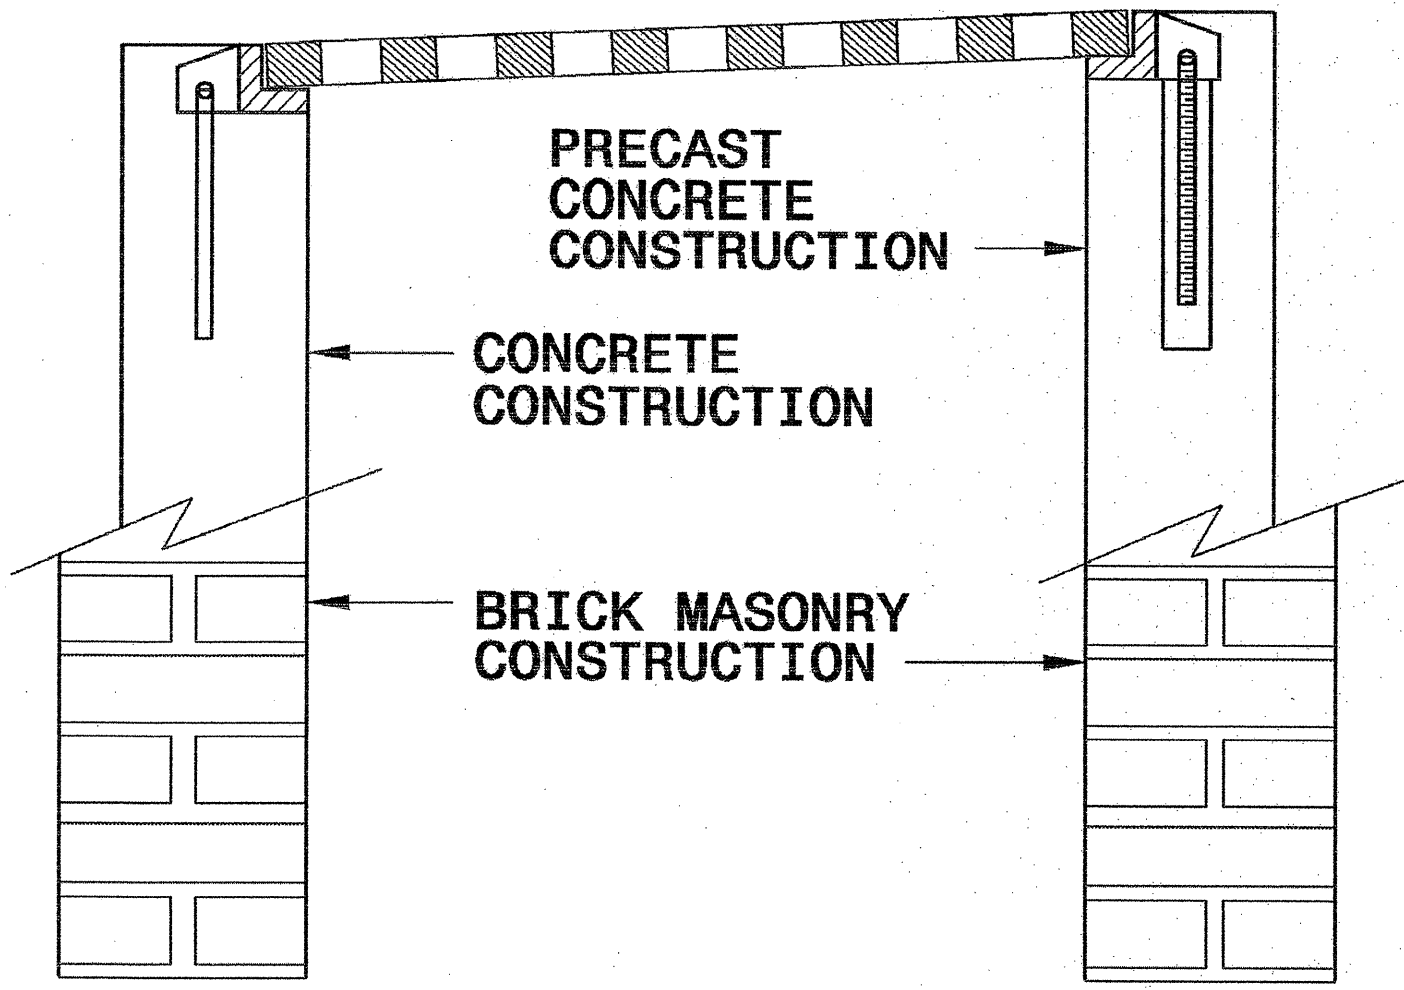 PRECAST
CONCRETE
CONSTRUCTION
CONCRETE
CONSTRUCTION
BRICK MASONRY
CONSTRUCTION